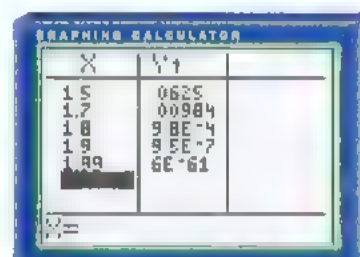 GRAPHING CALCULATOR
X Y1
1.5 .0625
1.7 .00984
1.8 9.8E-4
1.9 9.5E-7
1.99 6E-61
X=